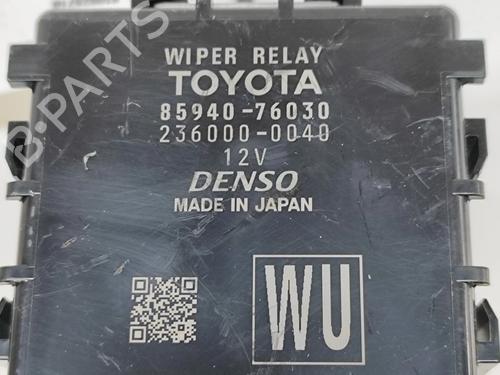 WIPER RELAY
TOYOTA
85940-76030
236000-0040
12V
DENSO
MADE IN JAPAN
WU
B-PARTS